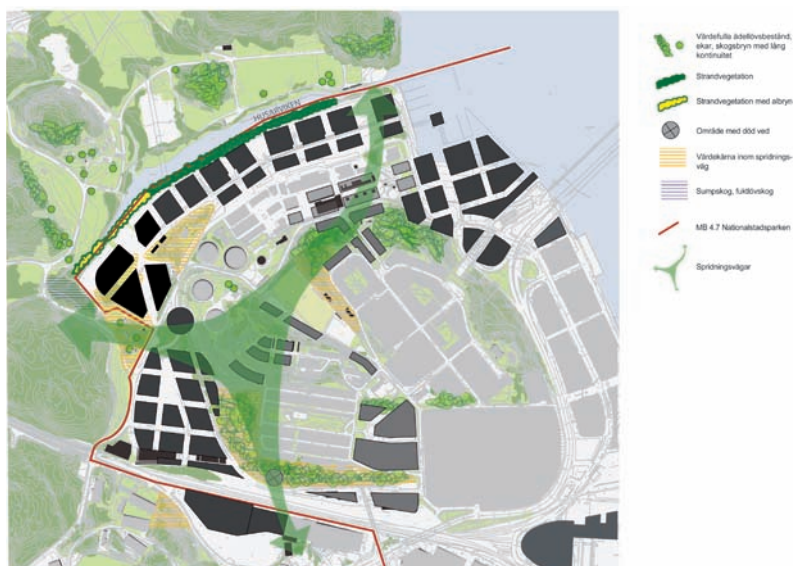 HUSARVIKEN
Värdefulla ädellövsbestånd,
ekar, skogsbryn med lång
kontinuitet
Strandvegetation
Strandvegetation med albryn
Område med död ved
Värdekärna inom spridnings-
väg
Sumpskog, fuktlövskog
MB 4.7 Nationalstadsparken
Spridningsvägar